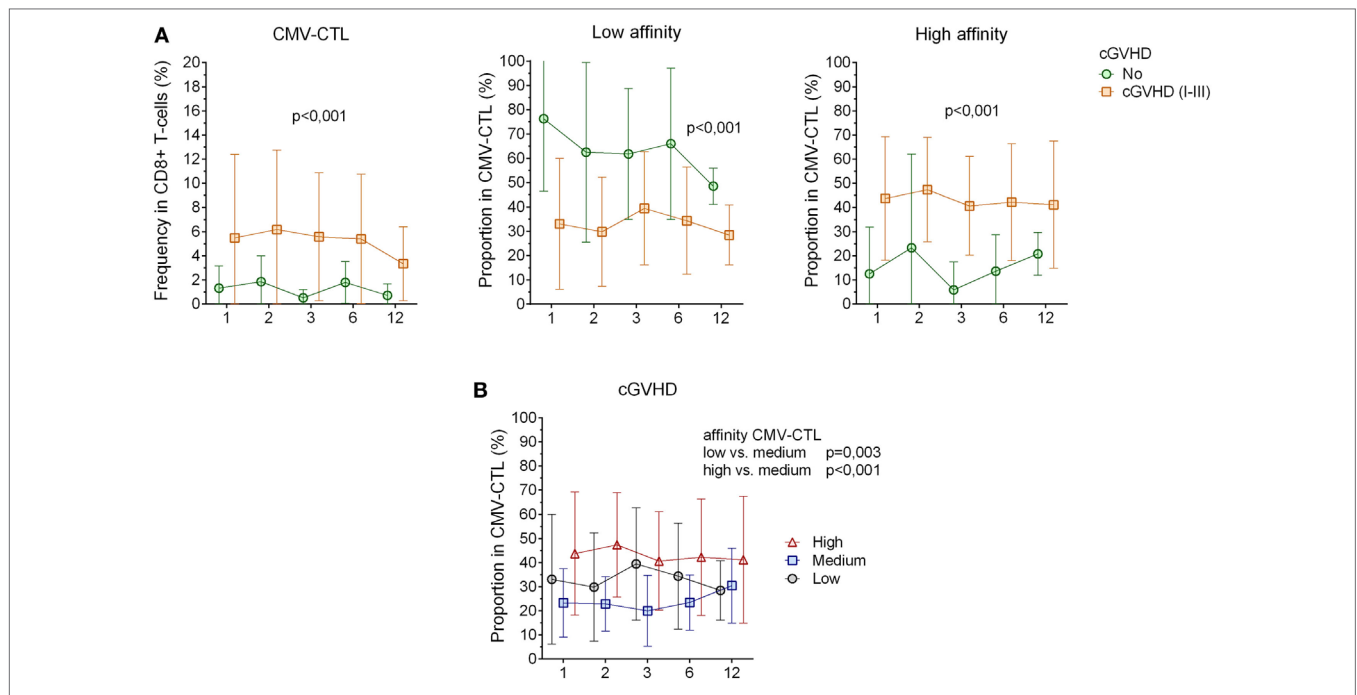 A
CMV-CTL
Frequency in CD8+ T-cells (%)
20
18
16
14
12
10
8
6
4
2
0
p<0,001
1 2 3 6 12
Low affinity
Proportion in CMV-CTL (%)
100
90
80
70
60
50
40
30
20
10
0
p<0,001
1 2 3 6 12
High affinity
Proportion in CMV-CTL (%)
100
90
80
70
60
50
40
30
20
10
0
p<0,001
1 2 3 6 12
cGVHD
No
cGVHD (I-III)
B
cGVHD
Proportion in CMV-CTL (%)
100
90
80
70
60
50
40
30
20
10
0
affinity CMV-CTL
low vs. medium p=0,003
high vs. medium p<0,001
1 2 3 6 12
High
Medium
Low